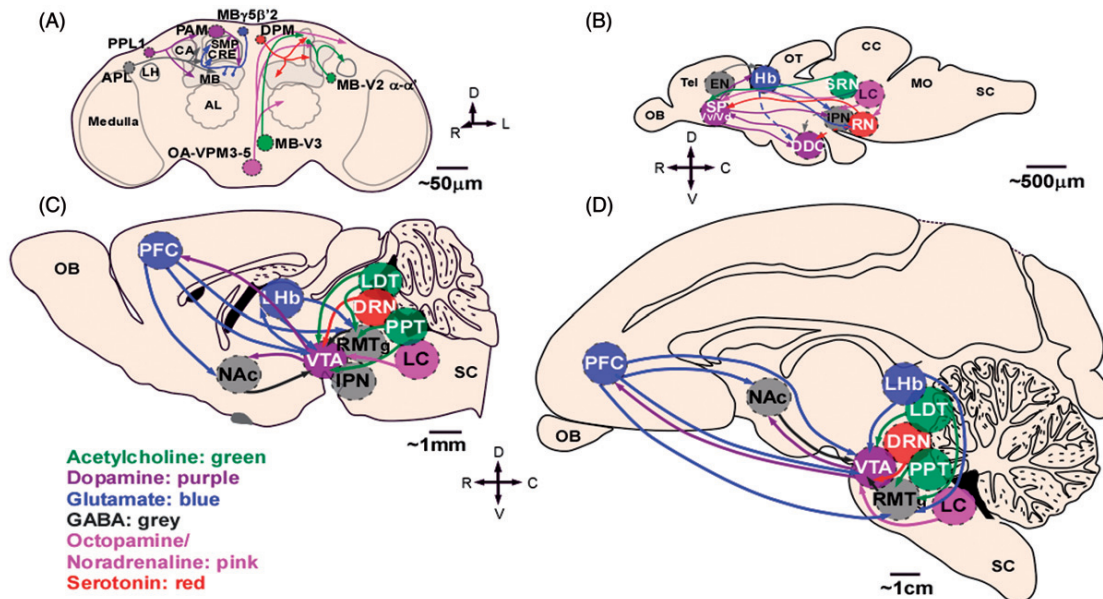 (A)
MBγ5β'2
PAM
DPM
PPL1
SMP
CA
CRE
APL
LH
MB
MB-V2 α-α'
AL
Medulla
D
R
L
MB-V3
OA-VPM3-5
~50μm
(B)
CC
OT
Tel
EN
Hb
SRN
LC
MO
SC
SP
Vv/Vd
OB
IPN
RN
DDC
D
R
C
V
~500μm
(C)
OB
PFC
LHb
LDT
DRN
PPT
RMTg
VTA
LC
NAc
IPN
SC
~1mm
D
R
C
V
Acetylcholine: green
Dopamine: purple
Glutamate: blue
GABA: grey
Octopamine/
Noradrenaline: pink
Serotonin: red
(D)
PFC
LHb
NAc
LDT
OB
DRN
VTA
PPT
RMTg
LC
SC
~1cm